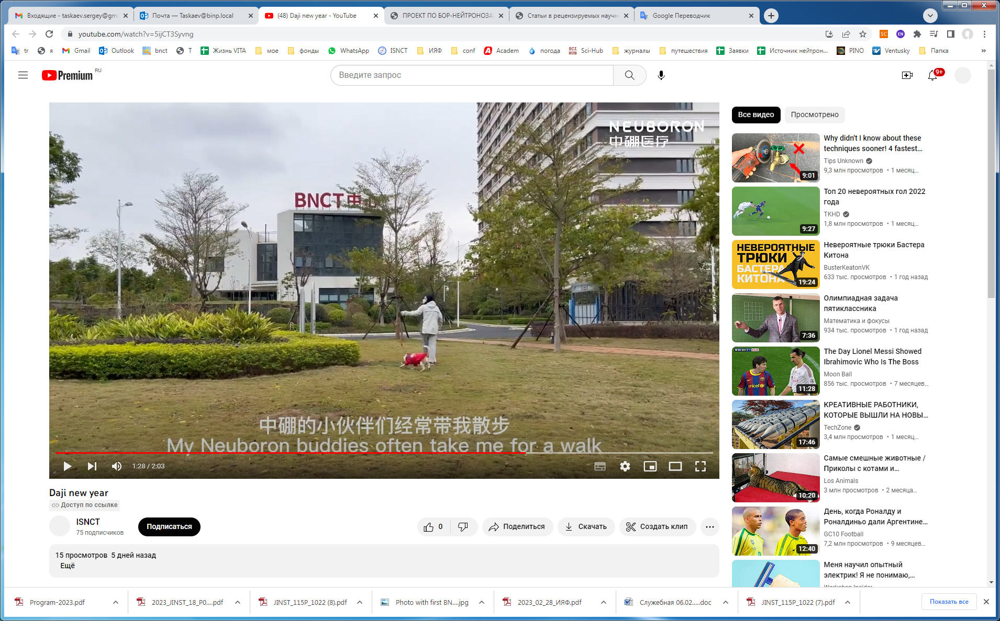 Входящие - taskaev.sergey@gma
Почта — Taskaev@binp.local
(48) Daji new year - YouTube
ПРОЕКТ ПО БОР-НЕЙТРОНОЗА
Статьи в рецензируемых научн
Google Переводчик
youtube.com/watch?v=5ijCT3Syvng
SC
EN
tr
я
Gmail
Outlook
bnct
T
Жизнь VITA
мое
фонды
WhatsApp
ISNCT
ИЯФ
conf
Academ
погода
SCI HUB
Sci-Hub
журналы
путешествия
Заявки
Источник нейтрон...
PINO
Ventusky
Папка
»
Premium RU
Введите запрос
9+
NEUBORON
中硼医疗
BNCT中
中硼的小伙伴们经常带我散步
My Neuboron buddies often take me for a walk
1:28 / 2:03
Daji new year
Доступ по ссылке
ISNCT
75 подписчиков
Подписаться
0
Поделиться
Скачать
Создать клип
15 просмотров 5 дней назад
Ещё
Все видео
Просмотрено
9:01
Why didn't I know about these
techniques sooner! 4 fastest...
Tips Unknown
9,3 млн просмотров • 1 месяц...
9:27
Топ 20 невероятных гол 2022
года
TKHD
1,8 млн просмотров • 1 месяц...
НЕВЕРОЯТНЫЕ
ТРЮКИ
БАСТЕРА
КИТОНА
19:24
Невероятные трюки Бастера
Китона
BusterKeatonVK
633 тыс. просмотров • 1 год назад
7:36
Олимпиадная задача
пятиклассника
Математика и фокусы
934 тыс. просмотров • 1 год назад
unicef
11:28
The Day Lionel Messi Showed
Ibrahimovic Who Is The Boss
Moon Ball
856 тыс. просмотров • 7 месяцев...
17:46
КРЕАТИВНЫЕ РАБОТНИКИ,
КОТОРЫЕ ВЫШЛИ НА НОВЫ...
TechZone
3,4 млн просмотров • 1 месяц...
10:20
Самые смешные животные /
Приколы с котами и...
Los Animals
3 млн просмотров • 2 месяца...
12:40
День, когда Роналду и
Роналдиньо дали Аргентине...
GC10 Football
7,2 млн просмотров • 9 месяцев...
Меня научил опытный
электрик! Я не понимаю,...
Program-2023.pdf
2023_JINST_18_P0....pdf
JINST_115P_1022 (8).pdf
Photo with first BN....jpg
2023_02_28_ИЯФ.pdf
Служебная 06.02.....doc
JINST_115P_1022 (7).pdf
Показать все